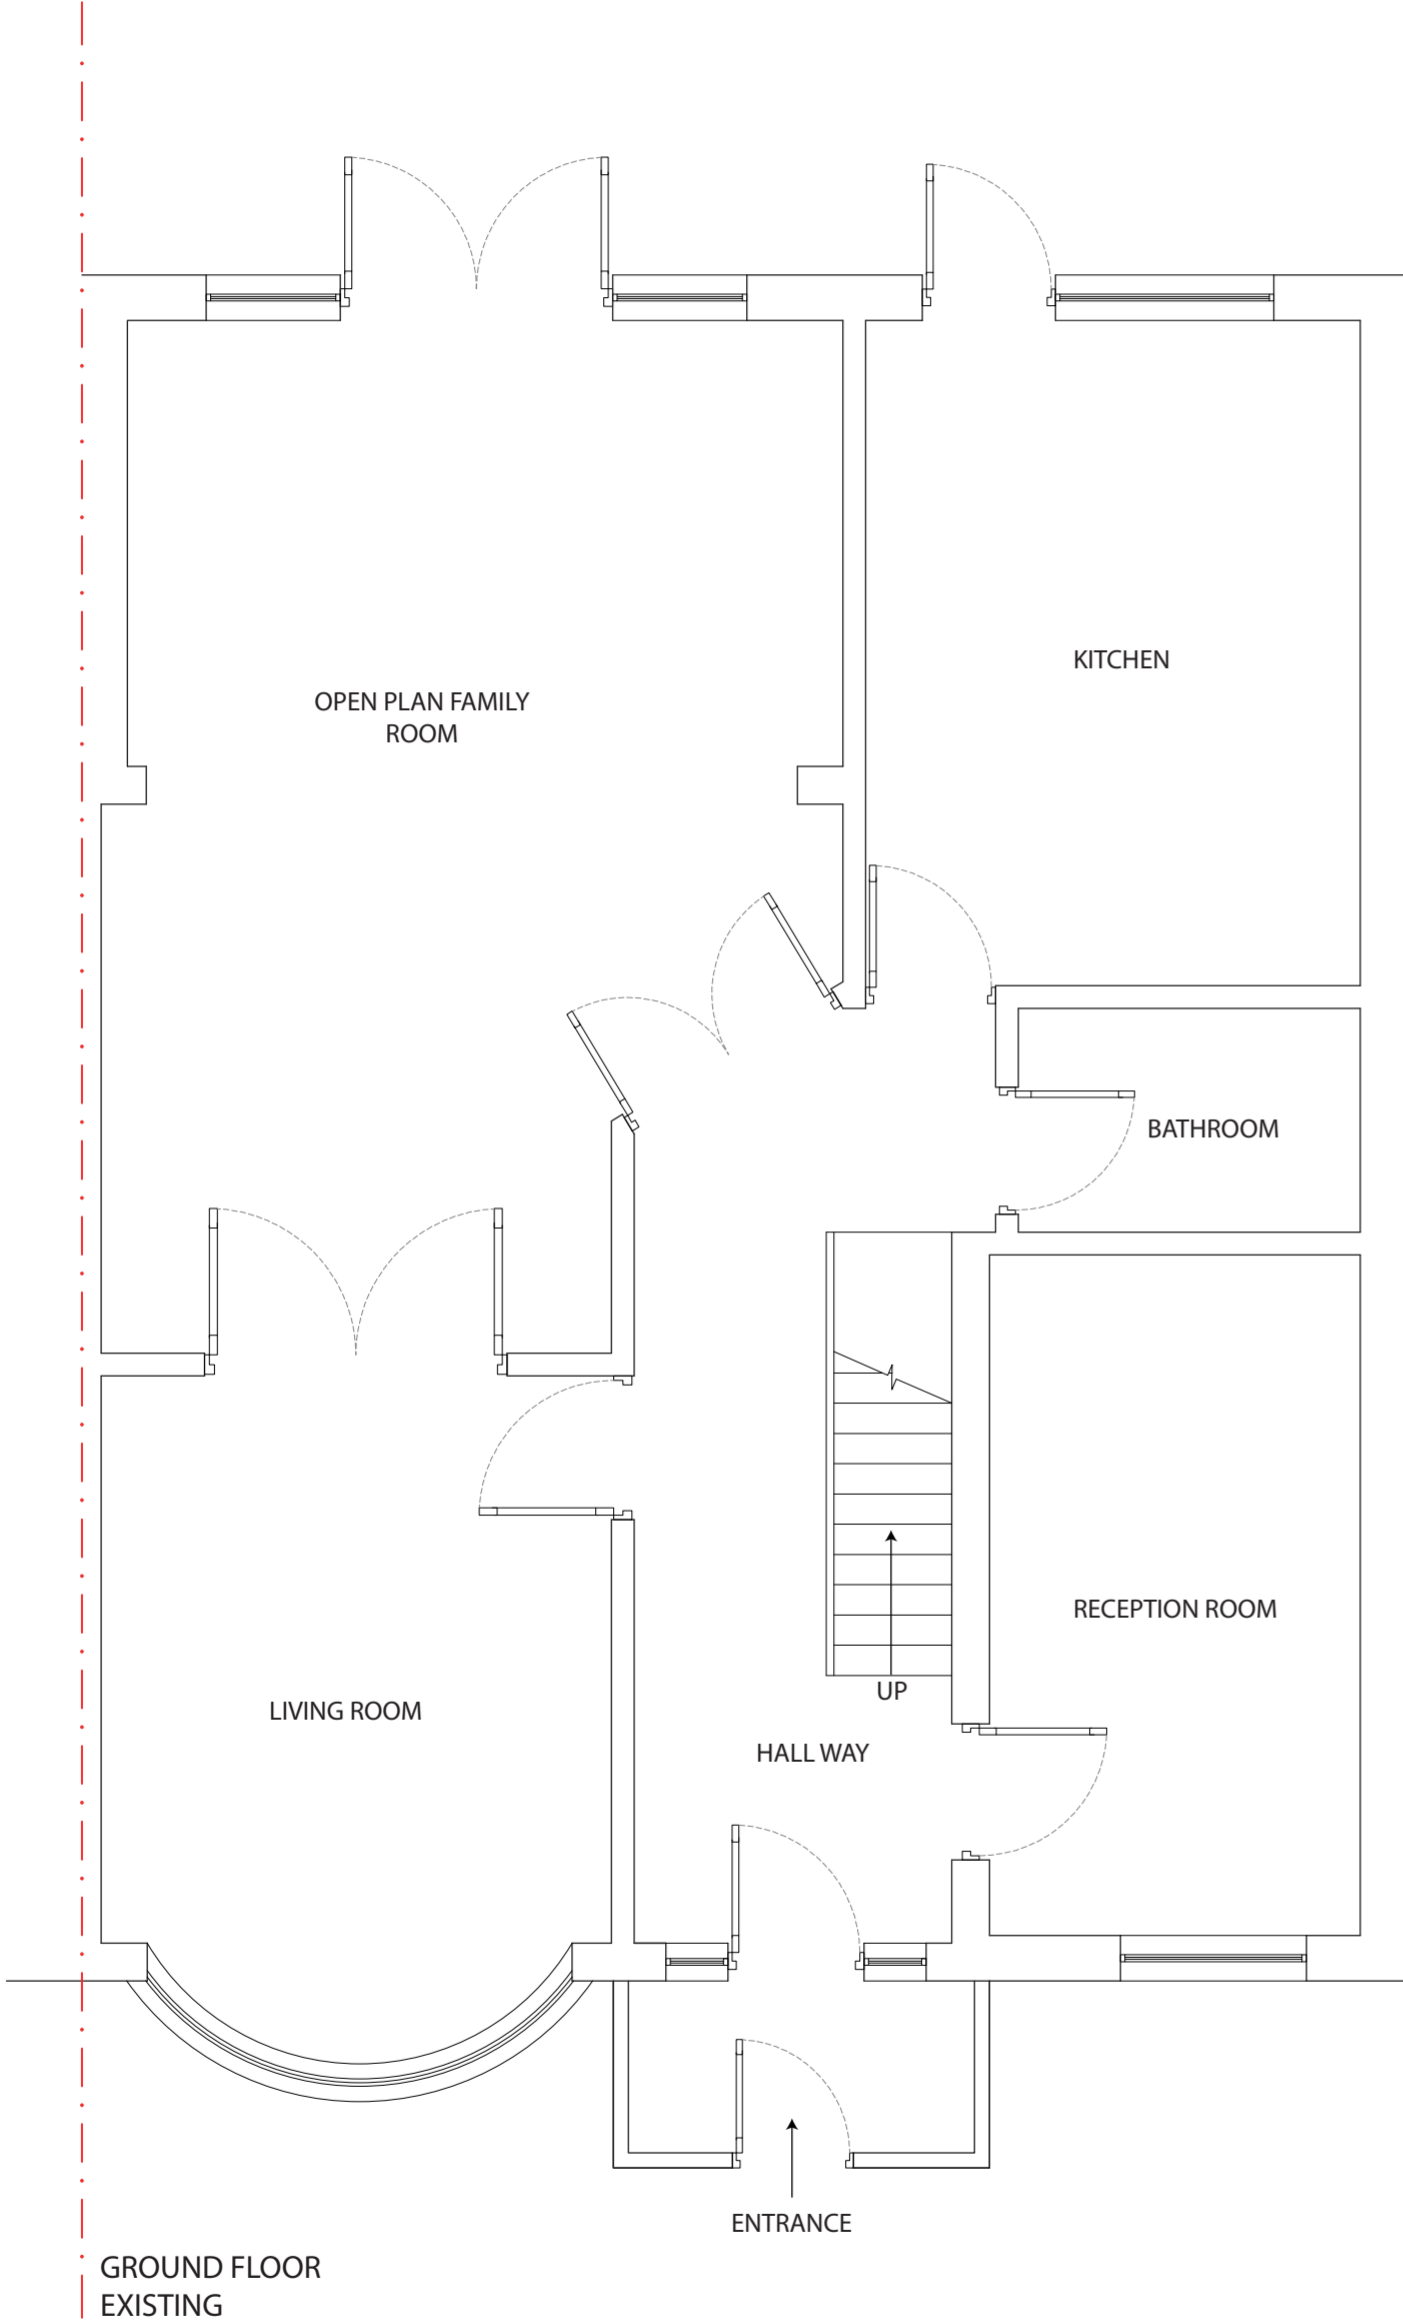 OPEN PLAN FAMILY
ROOM
KITCHEN
BATHROOM
RECEPTION ROOM
LIVING ROOM
UP
HALL WAY
ENTRANCE
GROUND FLOOR
EXISTING